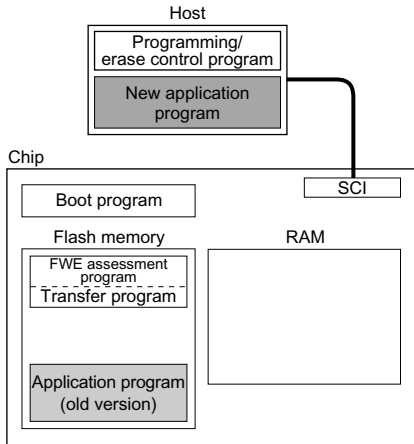 Host
Programming/
erase control program
New application
program
Chip
SCI
Boot program
Flash memory
RAM
FWE assessment
program
Transfer program
Application program
(old version)